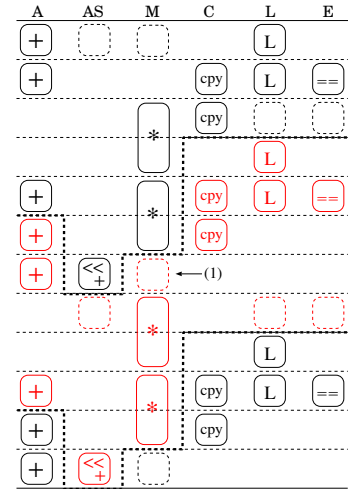 A AS M C L E
+ L
+ cpy L ==
cpy
*
L
+ * cpy L ==
+ cpy
+ <<+ (1)
*
L
+ * cpy L ==
+ cpy
+ <<+